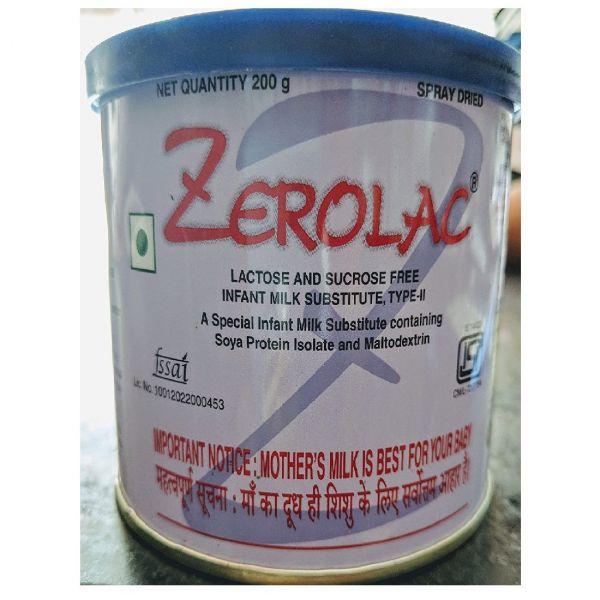 NET QUANTITY 200 g
SPRAY DRIED
ZEROLAC®
LACTOSE AND SUCROSE FREE
INFANT MILK SUBSTITUTE, TYPE-II
A Special Infant Milk Substitute containing
Soya Protein Isolate and Maltodextrin
fssai
Lic. No. 10012022000453
IMPORTANT NOTICE : MOTHER'S MILK IS BEST FOR YOUR BABY
महत्वपूर्ण सूचना : माँ का दूध ही शिशु के लिए सर्वोत्तम आहार है।